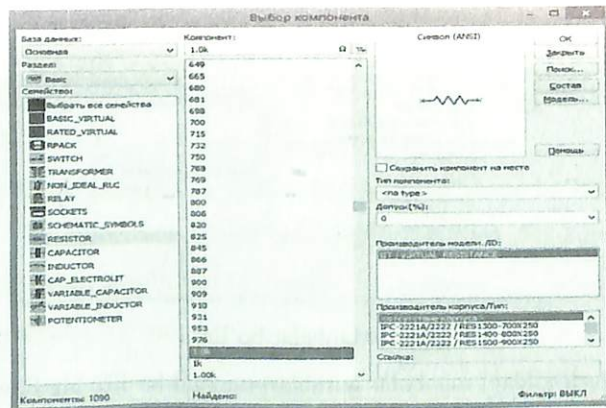 Выбор компонента
База данных:
Основная
Раздел:
Basic
Семейство:
Выбрать все семейства
BASIC_VIRTUAL
RATED_VIRTUAL
RPACK
SWITCH
TRANSFORMER
NON_IDEAL_RLC
RELAY
SOCKETS
SCHEMATIC_SYMBOLS
RESISTOR
CAPACITOR
INDUCTOR
CAP_ELECTROLIT
VARIABLE_CAPACITOR
VARIABLE_INDUCTOR
POTENTIOMETER
Компоненты: 1090
Компонент:
1.0k
Ω
649
665
680
681
698
700
715
732
750
768
769
787
800
806
820
825
845
866
887
900
909
910
931
953
976
1k
1.00k
Найдено:
Символ (ANSI)
Сохранить компонент на место
Тип компонента:
<no type>
Допуск(%):
0
Производитель модели /ID:
Производитель корпуса/Тип:
IPC-2221A/2222 / RES1300-700X250
IPC-2221A/2222 / RES1400-800X250
IPC-2221A/2222 / RES1500-900X250
Ссылка:
OK
Закрыть
Поиск...
Состав
Модель...
Помощь
Фильтр: ВЫКЛ